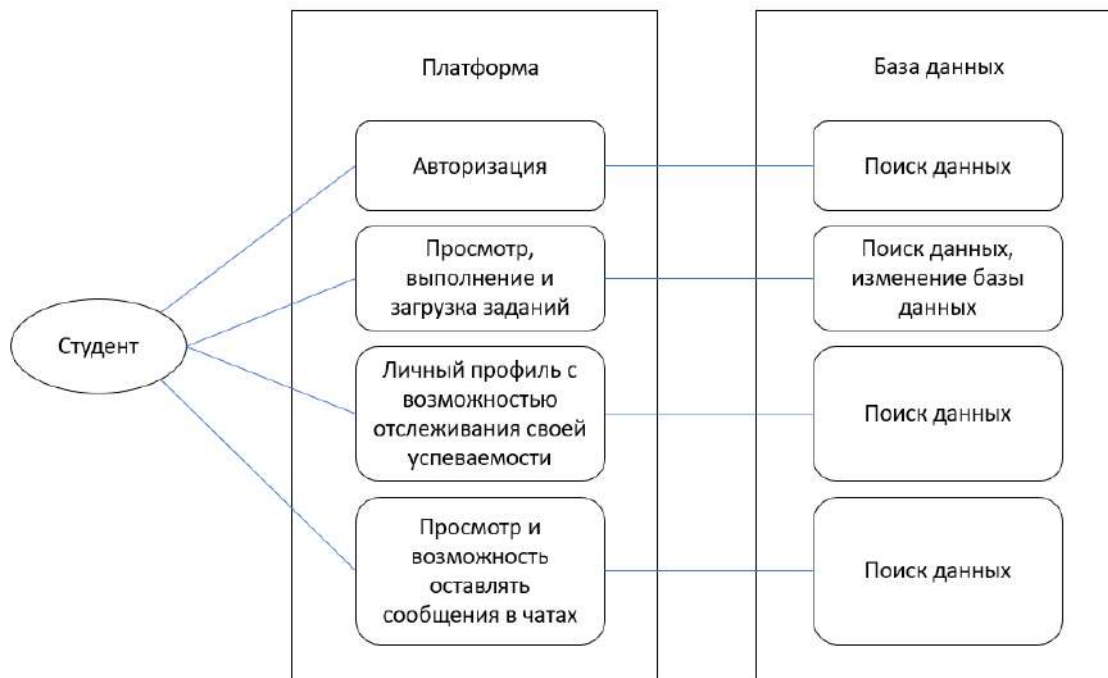 Платформа
База данных
Авторизация
Поиск данных
Просмотр,
выполнение и
загрузка заданий
Поиск данных,
изменение базы
данных
Студент
Личный профиль с
возможностью
отслеживания своей
успеваемости
Поиск данных
Просмотр и
возможность
оставлять
сообщения в чатах
Поиск данных